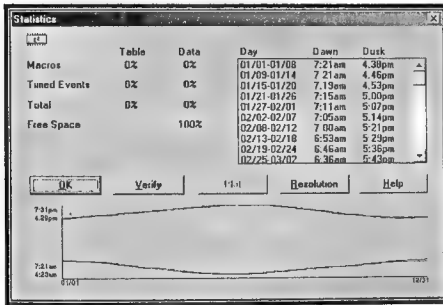 Statistics
Table Data
Macros 0% 0%
Timed Events 0% 0%
Total 0% 0%
Free Space 100%
Day Dawn Dusk
01/01-01/08 7:21am 4:38pm
01/09-01/14 7:21am 4:46pm
01/15-01/20 7:19am 4:53pm
01/21-01/26 7:15am 5:00pm
01/27-02/01 7:11am 5:07pm
02/02-02/07 7:05am 5:14pm
02/08-02/12 7:00am 5:21pm
02/13-02/18 6:53am 5:29pm
02/19-02/24 6:46am 5:36pm
02/25-03/02 6:36am 5:43pm
OK Verify Resolution Help
7:31pm
4:29pm
7:21am
4:23am
01/01 12/31